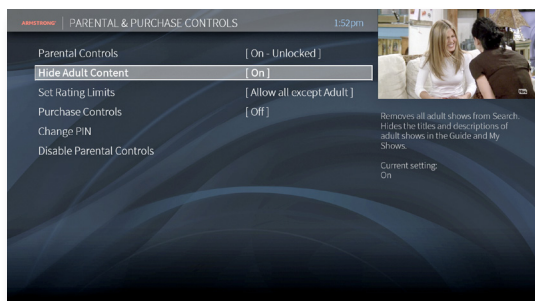 ARMSTRONG PARENTAL & PURCHASE CONTROLS 1:52pm
Parental Controls [ On - Unlocked ]
Hide Adult Content [ On ]
Set Rating Limits [ Allow all except Adult ]
Purchase Controls [ Off ]
Change PIN
Disable Parental Controls
Removes all adult shows from Search.
Hides the titles and descriptions of
adult shows in the Guide and My
Shows.
Current setting:
On